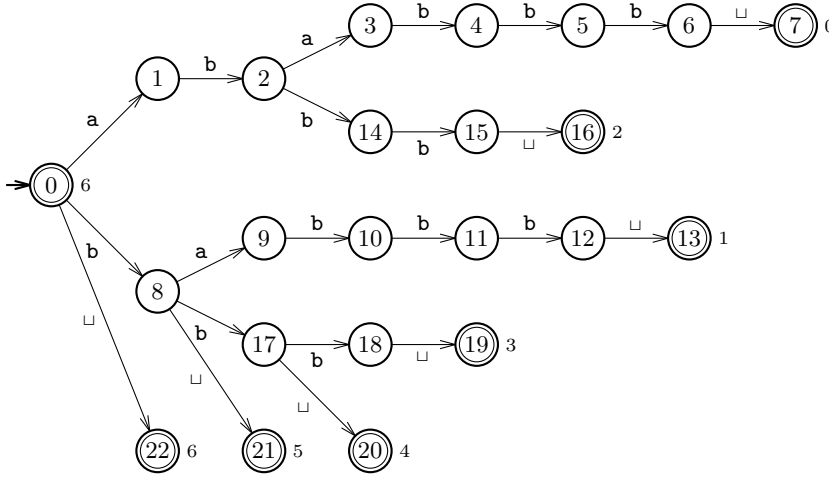 3 b 4 b 5 b 6 ␣ 7 0
a
1 b 2
a b
14 b 15 ␣ 16 2
0 6
9 b 10 b 11 b 12 ␣ 13 1
b a
8
␣ b 17 b 18 ␣ 19 3
␣ ␣
22 6 21 5 20 4